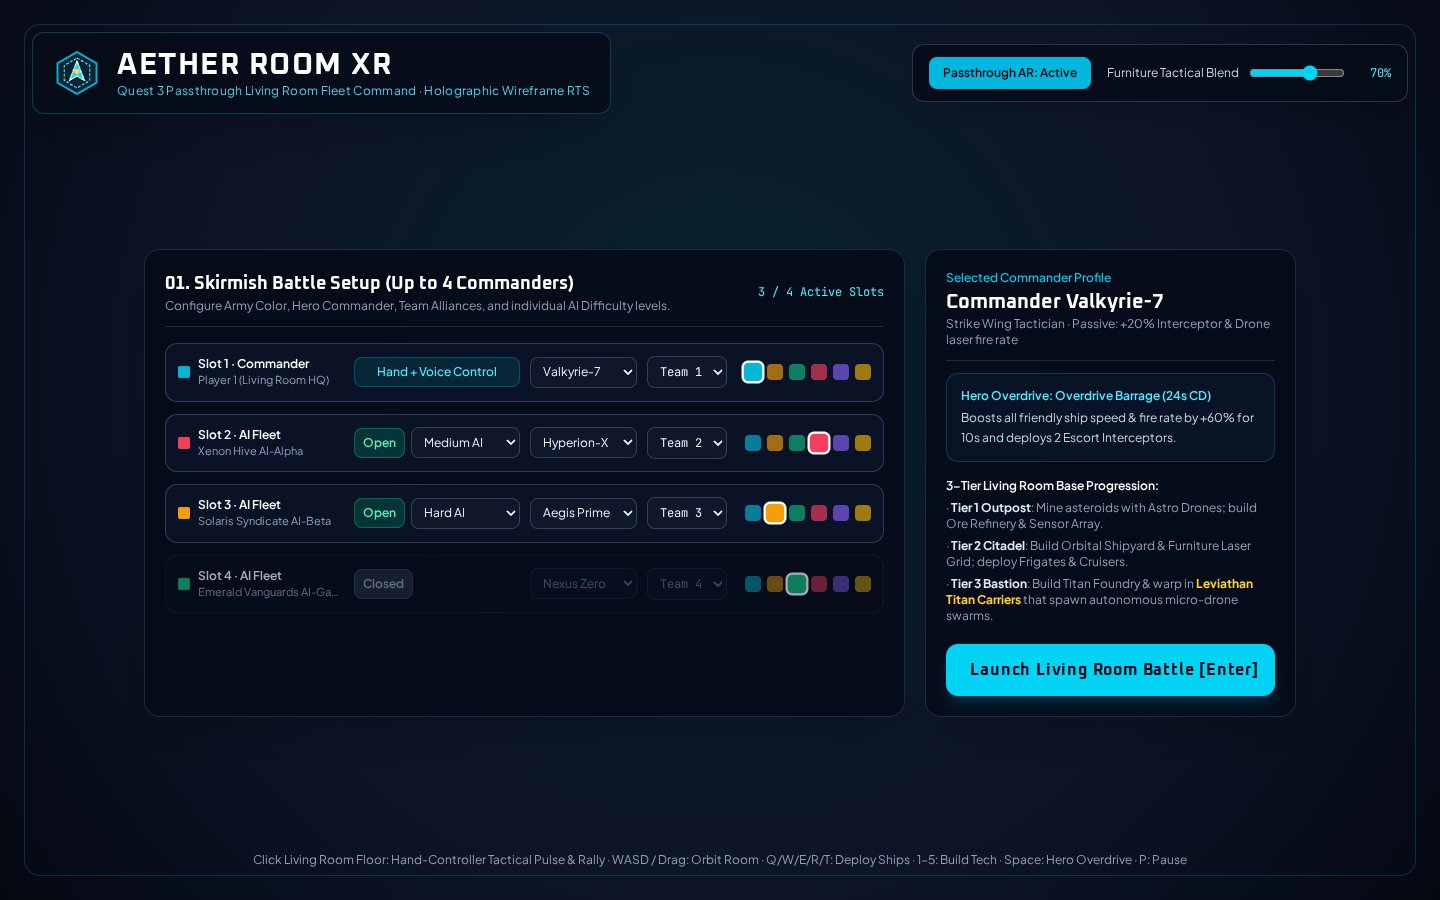 AETHER ROOM XR
Quest 3 Passthrough Living Room Fleet Command · Holographic Wireframe RTS
Passthrough AR: Active
Furniture Tactical Blend
70%
01. Skirmish Battle Setup (Up to 4 Commanders)
Configure Army Color, Hero Commander, Team Alliances, and individual AI Difficulty levels.
3 / 4 Active Slots
Slot 1 · Commander
Player 1 (Living Room HQ)
Hand + Voice Control
Valkyrie-7
Team 1
Slot 2 · AI Fleet
Xenon Hive AI-Alpha
Open
Medium AI
Hyperion-X
Team 2
Slot 3 · AI Fleet
Solaris Syndicate AI-Beta
Open
Hard AI
Aegis Prime
Team 3
Slot 4 · AI Fleet
Emerald Vanguards AI-Ga...
Closed
Nexus Zero
Team 4
Selected Commander Profile
Commander Valkyrie-7
Strike Wing Tactician · Passive: +20% Interceptor & Drone
laser fire rate
Hero Overdrive: Overdrive Barrage (24s CD)
Boosts all friendly ship speed & fire rate by +60% for
10s and deploys 2 Escort Interceptors.
3-Tier Living Room Base Progression:
· Tier 1 Outpost: Mine asteroids with Astro Drones; build
Ore Refinery & Sensor Array.
· Tier 2 Citadel: Build Orbital Shipyard & Furniture Laser
Grid; deploy Frigates & Cruisers.
· Tier 3 Bastion: Build Titan Foundry & warp in Leviathan
Titan Carriers that spawn autonomous micro-drone
swarms.
Launch Living Room Battle [Enter]
Click Living Room Floor: Hand-Controller Tactical Pulse & Rally · WASD / Drag: Orbit Room · Q/W/E/R/T: Deploy Ships · 1-5: Build Tech · Space: Hero Overdrive · P: Pause